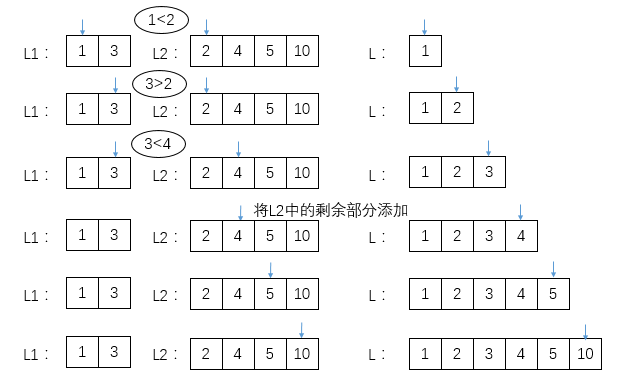 1<2
L1： 1 3 L2： 2 4 5 10 L： 1
3>2
L1： 1 3 L2： 2 4 5 10 L： 1 2
3<4
L1： 1 3 L2： 2 4 5 10 L： 1 2 3
将L2中的剩余部分添加
L1： 1 3 L2： 2 4 5 10 L： 1 2 3 4
L1： 1 3 L2： 2 4 5 10 L： 1 2 3 4 5
L1： 1 3 L2： 2 4 5 10 L： 1 2 3 4 5 10